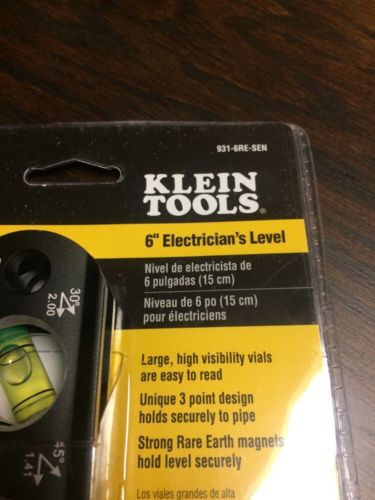 931-6RE-SEN
KLEIN
TOOLS®
6" Electrician's Level
Nivel de electricista de
6 pulgadas (15 cm)
Niveau de 6 po (15 cm)
pour électriciens
Large, high visibility vials
are easy to read
Unique 3 point design
holds securely to pipe
Strong Rare Earth magnets
hold level securely
Los viales grandes de alta
30°
2.00
45°
1.41